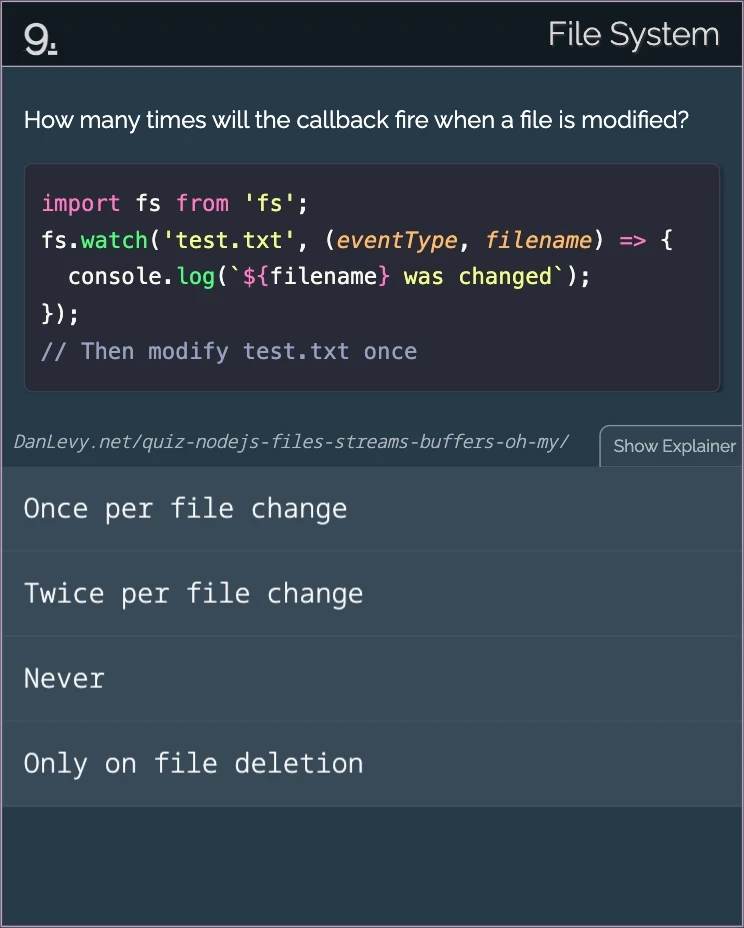 9.
File System
How many times will the callback fire when a file is modified?
import fs from 'fs';
fs.watch('test.txt', (eventType, filename) => {
  console.log(`${filename} was changed`);
});
// Then modify test.txt once
DanLevy.net/quiz-nodejs-files-streams-buffers-oh-my/
Show Explainer
Once per file change
Twice per file change
Never
Only on file deletion